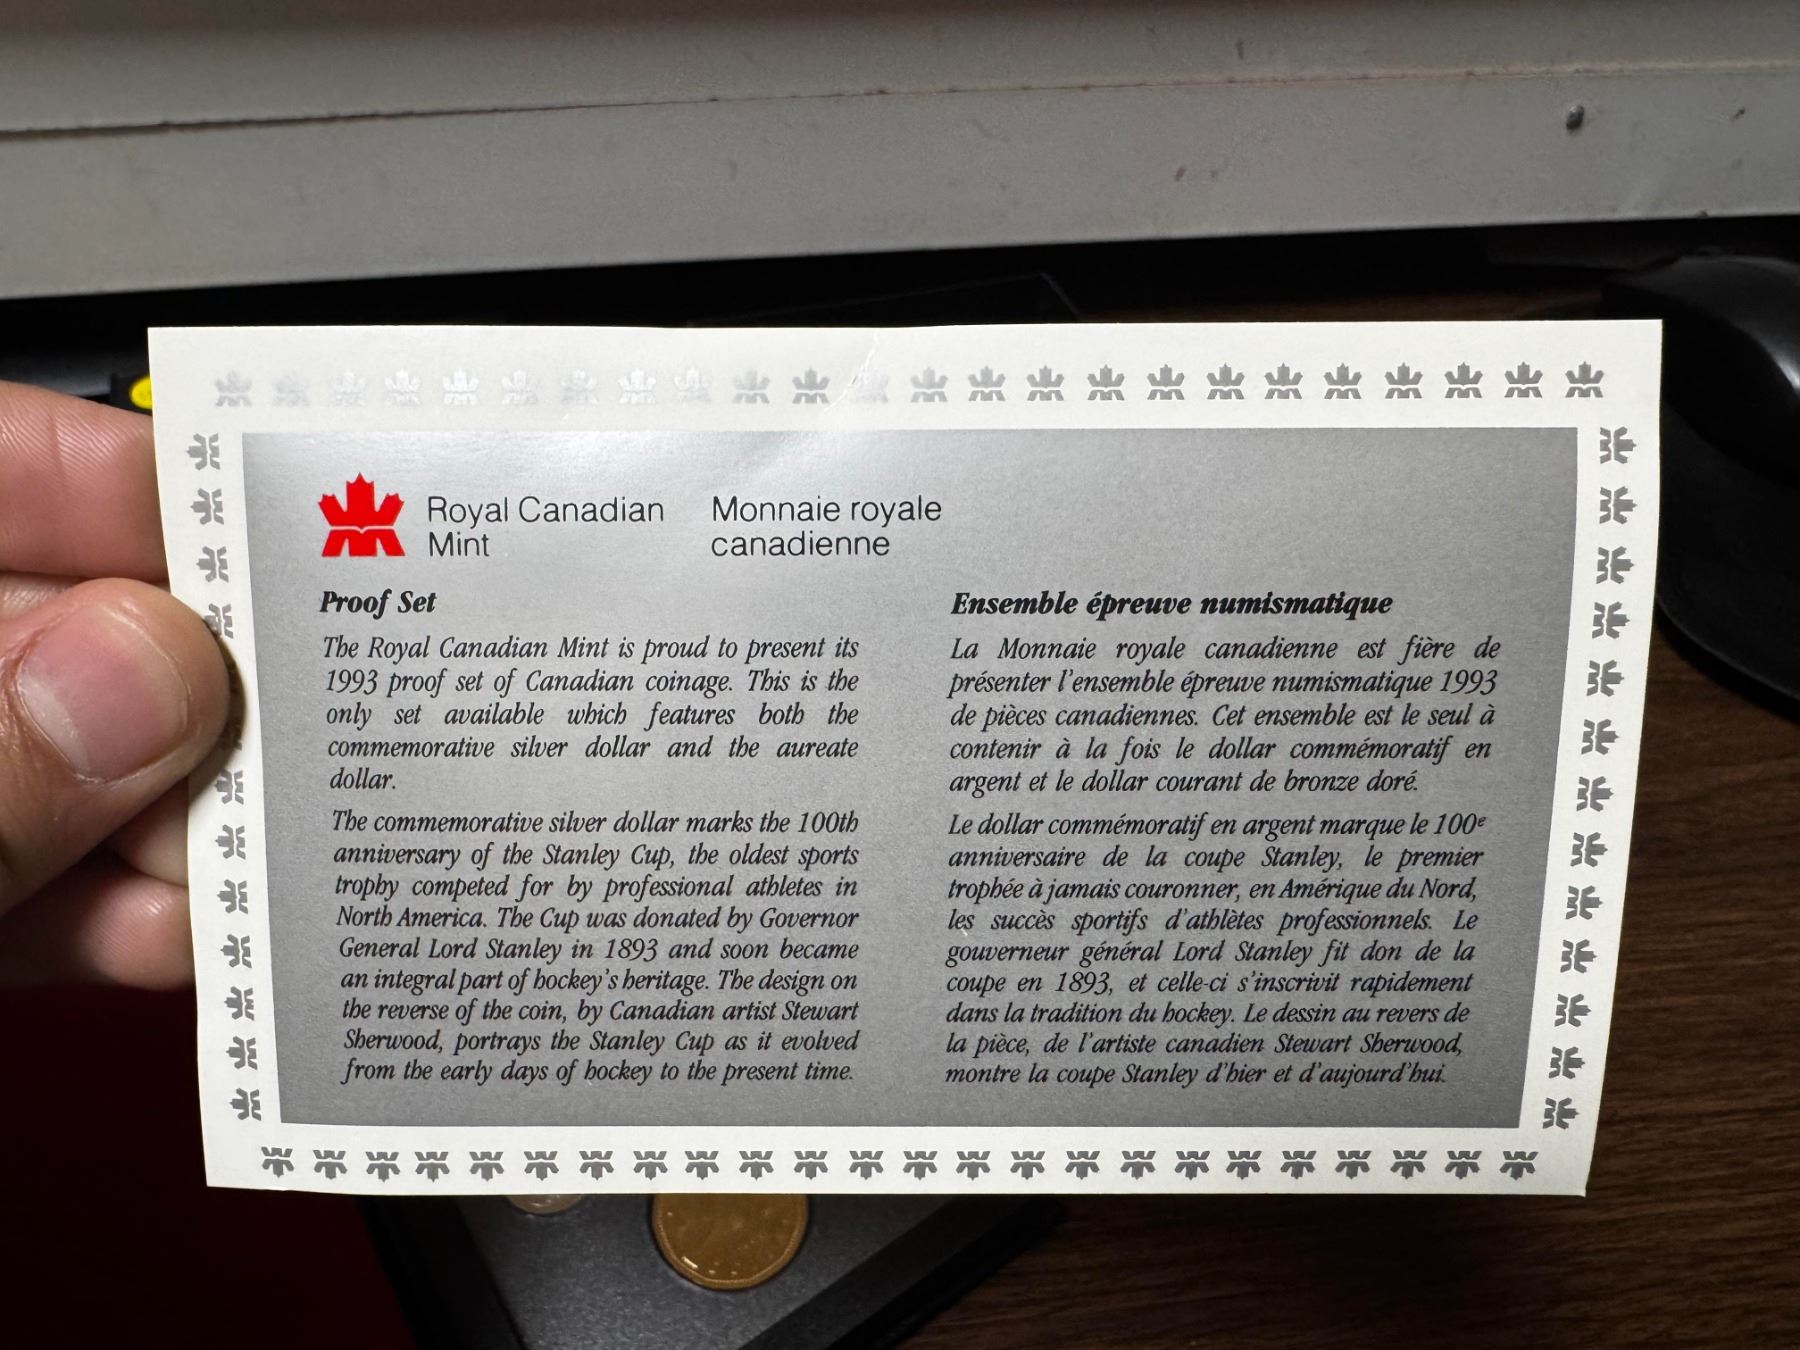 Royal Canadian
Mint
Monnaie royale
canadienne
Proof Set
The Royal Canadian Mint is proud to present its
1993 proof set of Canadian coinage. This is the
only set available which features both the
commemorative silver dollar and the aureate
dollar.
The commemorative silver dollar marks the 100th
anniversary of the Stanley Cup, the oldest sports
trophy competed for by professional athletes in
North America. The Cup was donated by Governor
General Lord Stanley in 1893 and soon became
an integral part of hockey's heritage. The design on
the reverse of the coin, by Canadian artist Stewart
Sherwood, portrays the Stanley Cup as it evolved
from the early days of hockey to the present time.
Ensemble épreuve numismatique
La Monnaie royale canadienne est fière de
présenter l'ensemble épreuve numismatique 1993
de pièces canadiennes. Cet ensemble est le seul à
contenir à la fois le dollar commémoratif en
argent et le dollar courant de bronze doré.
Le dollar commémoratif en argent marque le 100e
anniversaire de la coupe Stanley, le premier
trophée à jamais couronner, en Amérique du Nord,
les succès sportifs d'athlètes professionnels. Le
gouverneur général Lord Stanley fit don de la
coupe en 1893, et celle-ci s'inscrivit rapidement
dans la tradition du hockey. Le dessin au revers de
la pièce, de l'artiste canadien Stewart Sherwood,
montre la coupe Stanley d'hier et d'aujourd'hui.